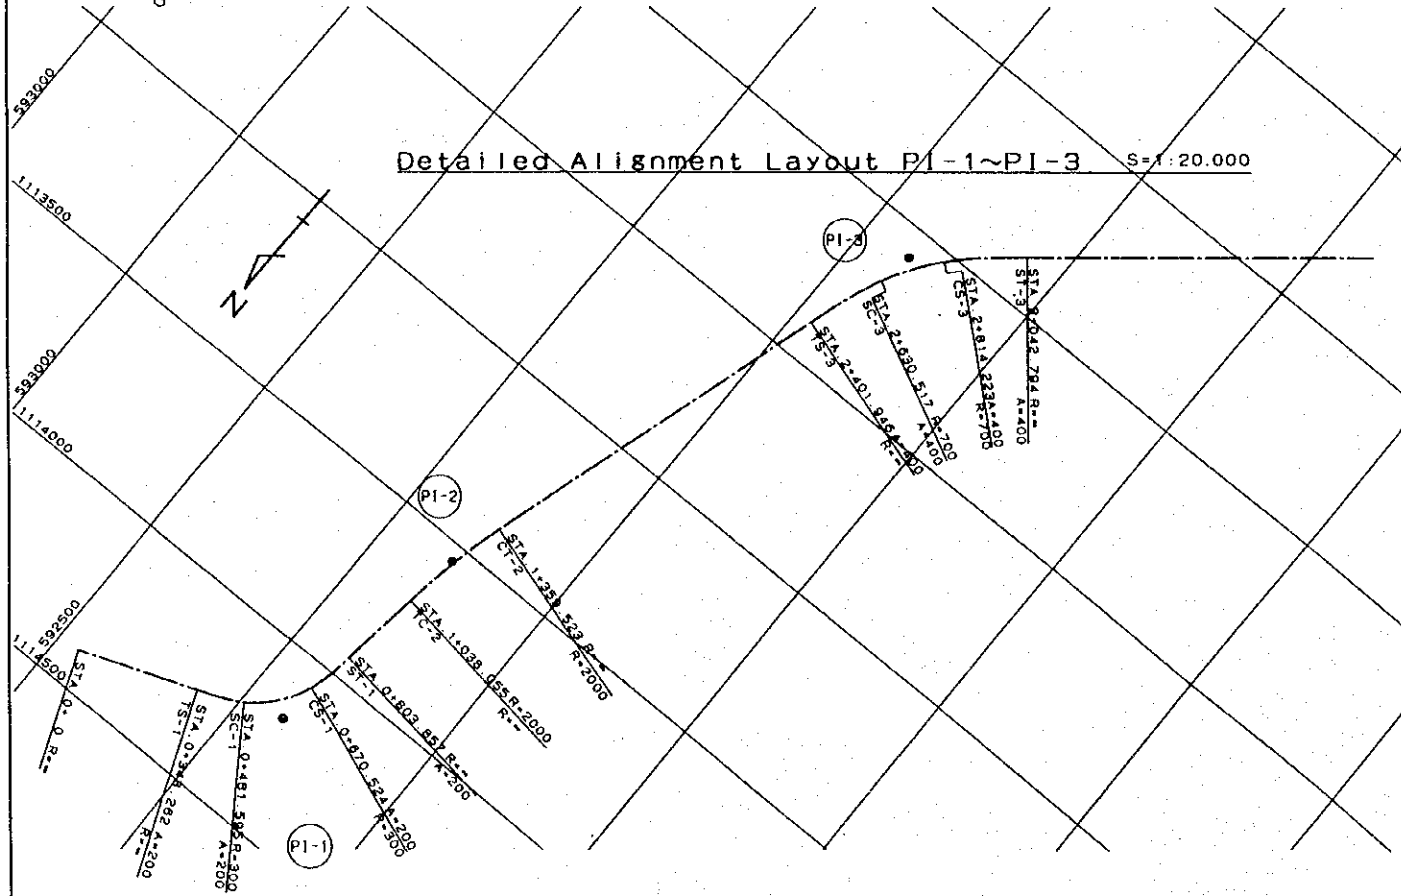 593000
Detailed Alignment Layout PI-1~PI-3 S=1:20.000
1113500
PI-3
N
STA. 2+042.794 R=∞
ST-3 A=400
STA. 2+814.223 A=400
CS-3 R=700
STA. 2+630.517 R=700
SC-3 A=400
STA. 2+401.946 A=400
TS-3 R=∞
593000
1114000
PI-2
STA. 1+359.523 R=∞
CT-2 R=2000
STA. 1+038.055 R=2000
TC-2 R=∞
592500
1114500
STA. 0+803.857 R=∞
ST-1 A=200
STA. 0+670.524 A=200
CS-1 R=300
STA. 0+ 0 R=∞
STA. 0+348.262 A=200
TS-1 R=∞
STA. 0+481.595 R=300
SC-1 A=200
PI-1